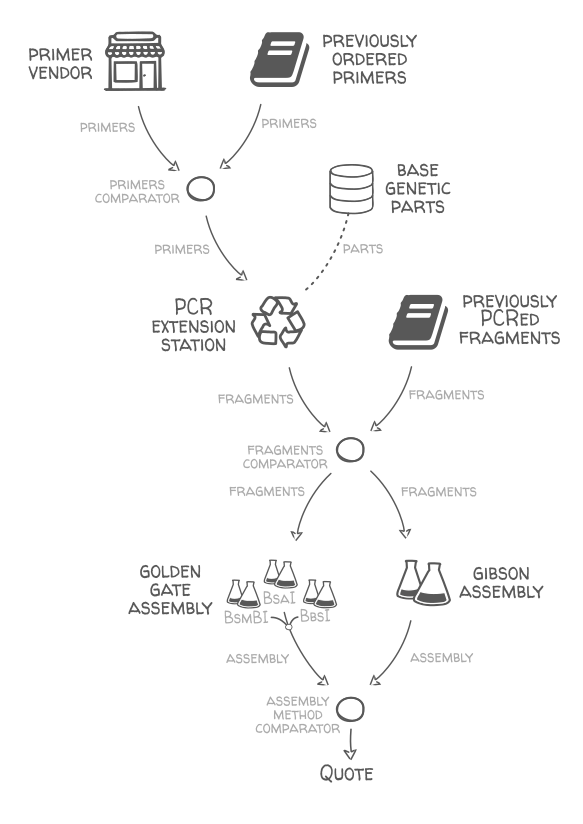 PRIMER
VENDOR
PREVIOUSLY
ORDERED
PRIMERS
PRIMERS
PRIMERS
PRIMERS
COMPARATOR
BASE
GENETIC
PARTS
PRIMERS
PARTS
PCR
EXTENSION
STATION
PREVIOUSLY
PCRED
FRAGMENTS
FRAGMENTS
FRAGMENTS
FRAGMENTS
COMPARATOR
FRAGMENTS
FRAGMENTS
GOLDEN
GATE
ASSEMBLY
BSAI
BSMBI
BBSI
GIBSON
ASSEMBLY
ASSEMBLY
ASSEMBLY
ASSEMBLY
METHOD
COMPARATOR
QUOTE